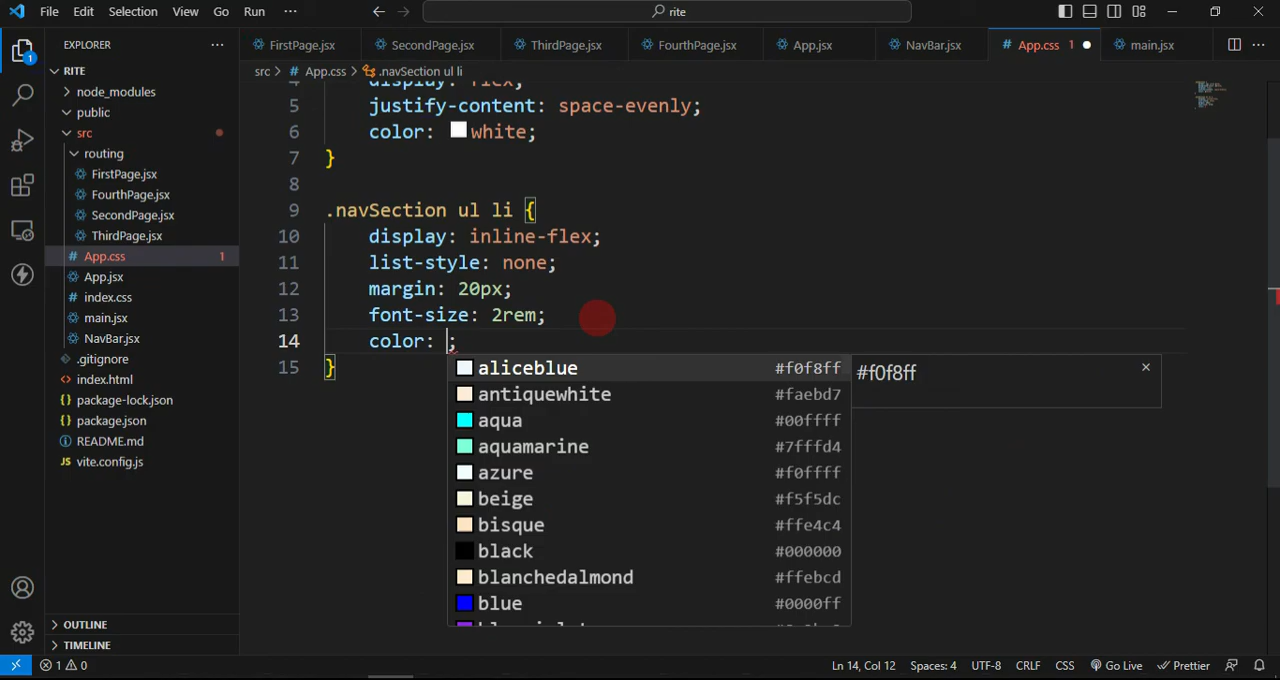 File Edit Selection View Go Run ··· rite
EXPLORER ···
FirstPage.jsx SecondPage.jsx ThirdPage.jsx FourthPage.jsx App.jsx NavBar.jsx # App.css 1 main.jsx ···
src > # App.css > .navSection ul li
1
RITE
node_modules
public
src
routing
FirstPage.jsx
FourthPage.jsx
SecondPage.jsx
ThirdPage.jsx
# App.css 1
App.jsx
# index.css
main.jsx
NavBar.jsx
.gitignore
<> index.html
{} package-lock.json
{} package.json
README.md
vite.config.js
OUTLINE
TIMELINE
4 display: flex;
5 justify-content: space-evenly;
6 color: white;
7 }
8
9 .navSection ul li {
10 display: inline-flex;
11 list-style: none;
12 margin: 20px;
13 font-size: 2rem;
14 color: ;
15 }
aliceblue #f0f8ff
#f0f8ff
antiquewhite #faebd7
aqua #00ffff
aquamarine #7fffd4
azure #f0ffff
beige #f5f5dc
bisque #ffe4c4
black #000000
blanchedalmond #ffebcd
blue #0000ff
1 0 Ln 14, Col 12 Spaces: 4 UTF-8 CRLF CSS Go Live Prettier